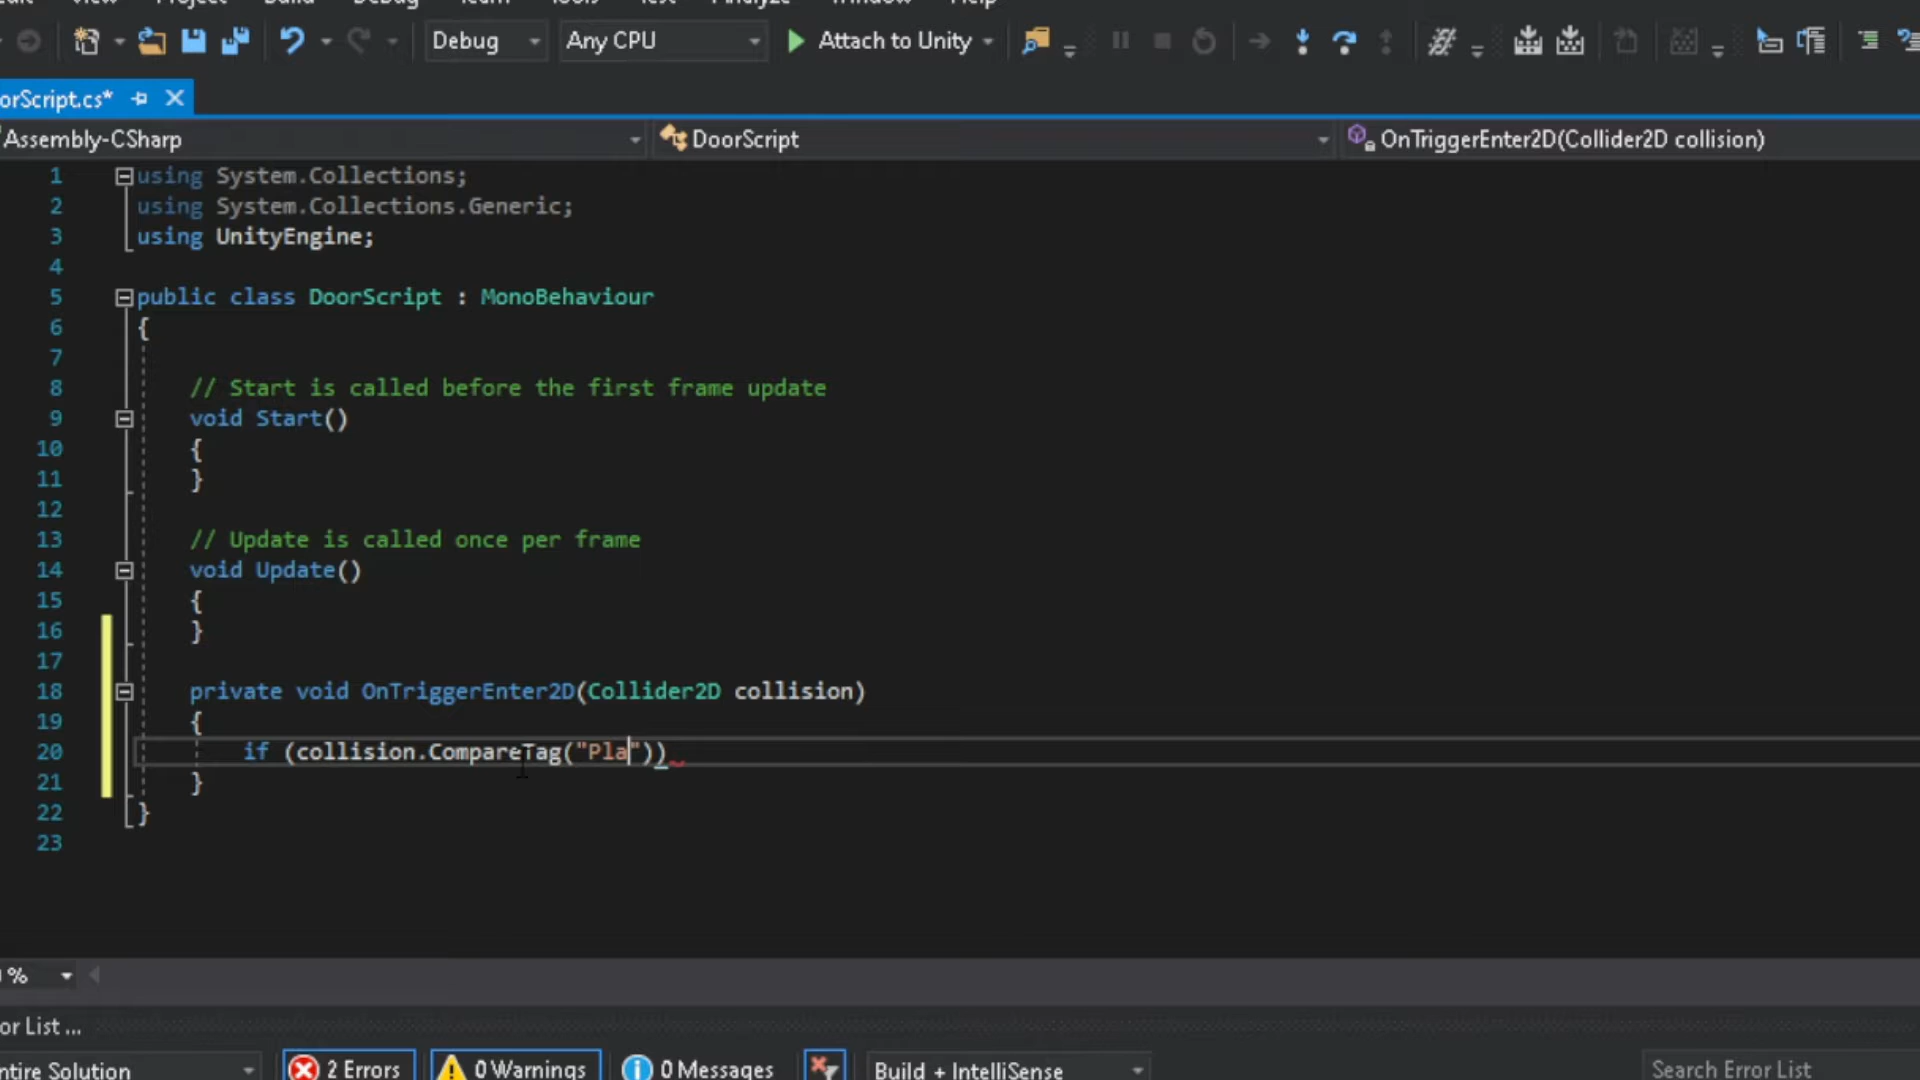 Debug Any CPU Attach to Unity
orScript.cs*
Assembly-CSharp DoorScript OnTriggerEnter2D(Collider2D collision)
1 using System.Collections;
2 using System.Collections.Generic;
3 using UnityEngine;
4
5 public class DoorScript : MonoBehaviour
6 {
7
8 // Start is called before the first frame update
9 void Start()
10 {
11 }
12
13 // Update is called once per frame
14 void Update()
15 {
16 }
17
18 private void OnTriggerEnter2D(Collider2D collision)
19 {
20 if (collision.CompareTag("Pla"))
21 }
22 }
23
%
or List ...
ntire Solution 2 Errors 0 Warnings 0 Messages Build + IntelliSense Search Error List